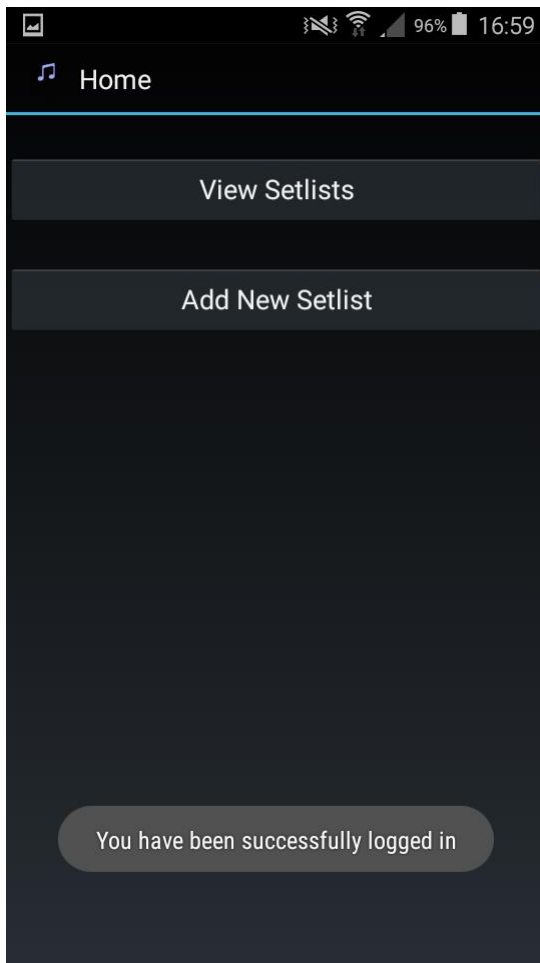 96% 16:59
Home
View Setlists
Add New Setlist
You have been successfully logged in